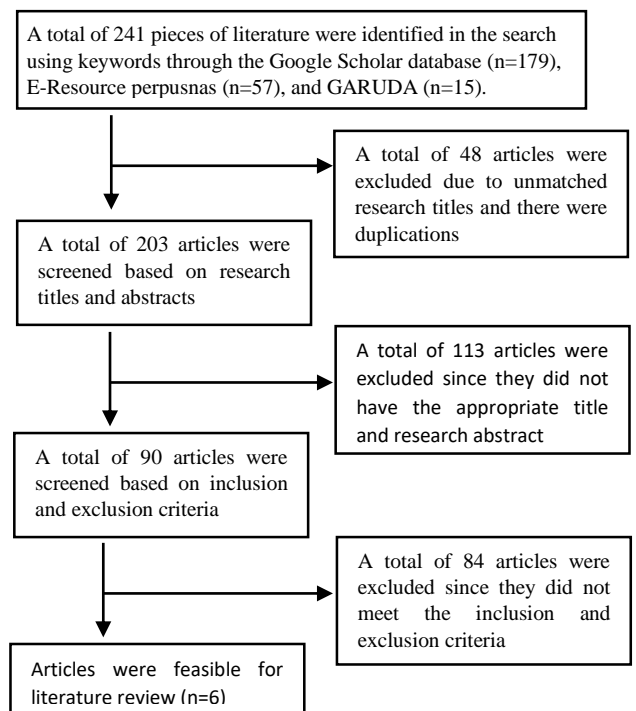 A total of 241 pieces of literature were identified in the search
using keywords through the Google Scholar database (n=179),
E-Resource perpusnas (n=57), and GARUDA (n=15).
A total of 48 articles were
excluded due to unmatched
research titles and there were
duplications
A total of 203 articles were
screened based on research
titles and abstracts
A total of 113 articles were
excluded since they did not
have the appropriate title
and research abstract
A total of 90 articles were
screened based on inclusion
and exclusion criteria
A total of 84 articles were
excluded since they did not
meet the inclusion and
exclusion criteria
Articles were feasible for
literature review (n=6)